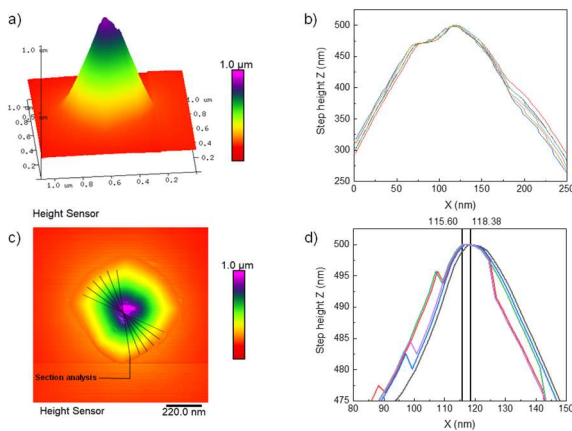 a)
1.0 μm
1.0 um
0.8 um
0.8
0.6
0.6
0.4
0.4
0.2
0.2
1.0 um
0.8
0.6
0.4
0.2
1.0 μm
Height Sensor
b)
Step height Z (nm)
500
450
400
350
300
250
0
50
100
150
200
250
X (nm)
c)
Section analysis
1.0 μm
Height Sensor
220.0 nm
d)
115.60
118.38
Step height Z (nm)
500
495
490
485
480
475
80
90
100
110
120
130
140
150
X (nm)